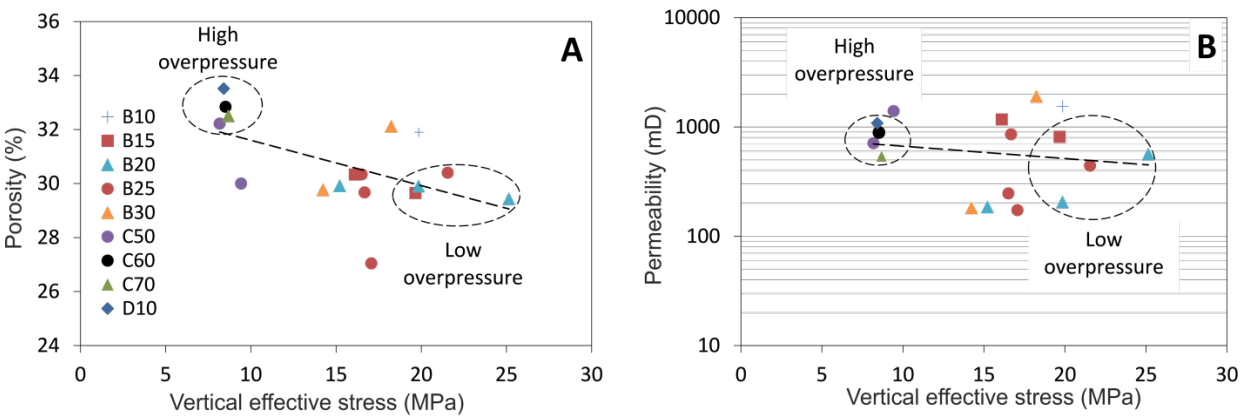 A
High
overpressure
Low
overpressure
B10
B15
B20
B25
B30
C50
C60
C70
D10
36
34
32
30
28
26
24
Porosity (%)
0 5 10 15 20 25 30
Vertical effective stress (MPa)
B
High
overpressure
Low
overpressure
10000
1000
100
10
Permeability (mD)
0 5 10 15 20 25 30
Vertical effective stress (MPa)